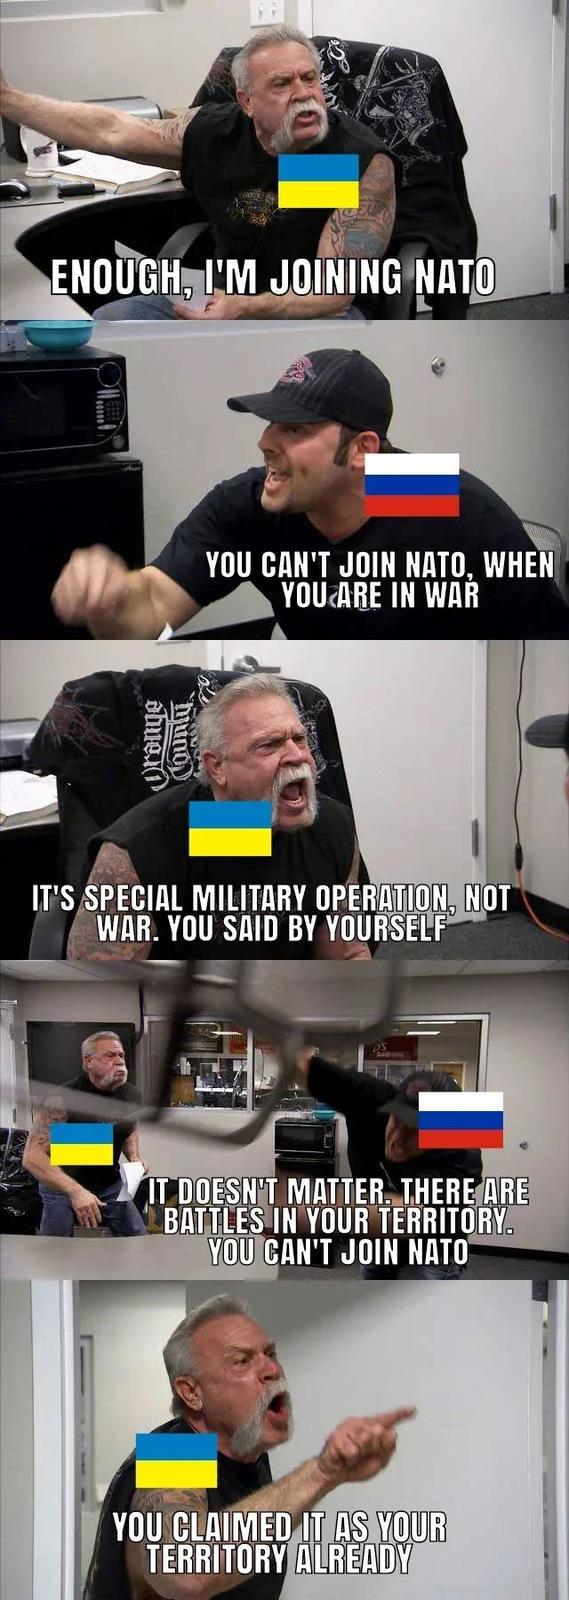 ENOUGH, I'M JOINING NATO
YOU CAN'T JOIN NATO, WHEN
YOU ARE IN WAR
Orange
County
IT'S SPECIAL MILITARY OPERATION, NOT
WAR. YOU SAID BY YOURSELF
IT DOESN'T MATTER. THERE ARE
BATTLES IN YOUR TERRITORY.
YOU CAN'T JOIN NATO
YOU CLAIMED IT AS YOUR
TERRITORY ALREADY